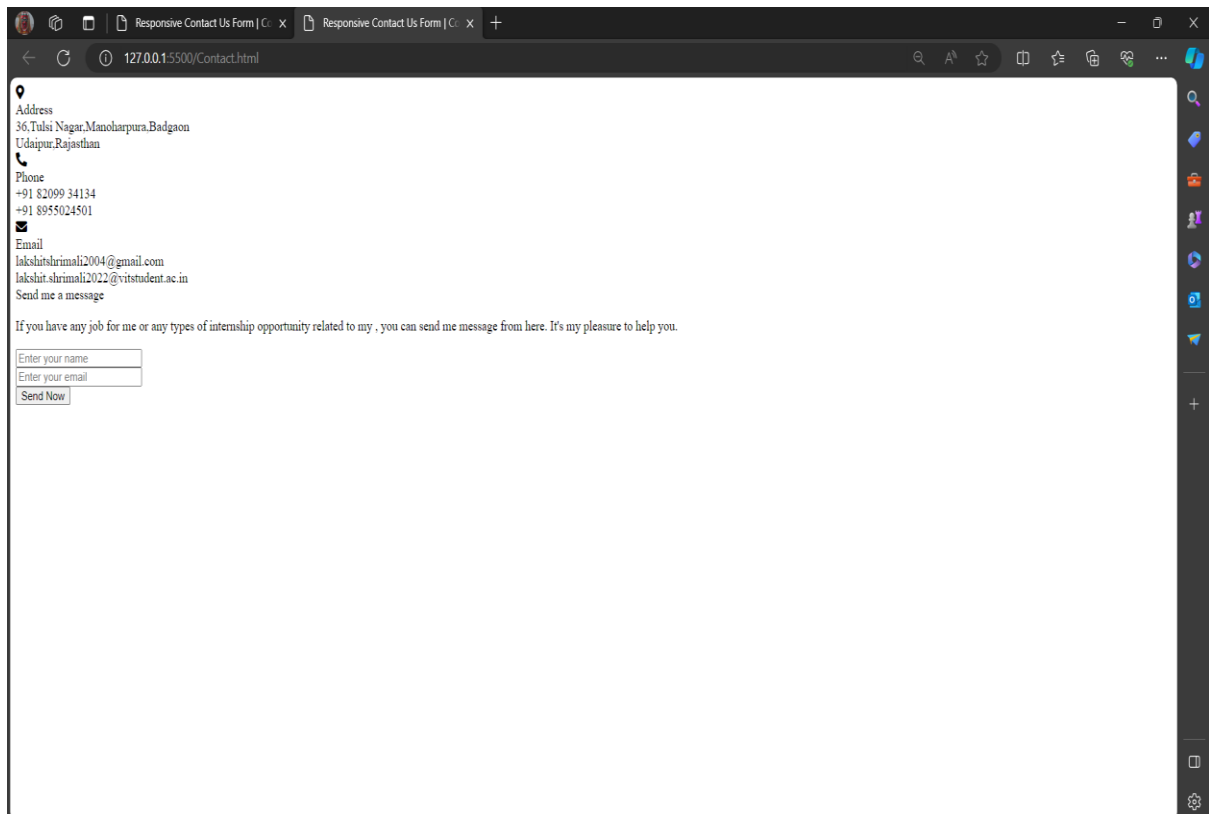 Responsive Contact Us Form | Co
Responsive Contact Us Form | Co
127.0.0.1:5500/Contact.html
Address
36,Tulsi Nagar,Manoharpura,Badgaon
Udaipur,Rajasthan
Phone
+91 82099 34134
+91 8955024501
Email
lakshitshrimali2004@gmail.com
lakshit.shrimali2022@vitstudent.ac.in
Send me a message
If you have any job for me or any types of internship opportunity related to my , you can send me message from here. It's my pleasure to help you.
Enter your name
Enter your email
Send Now